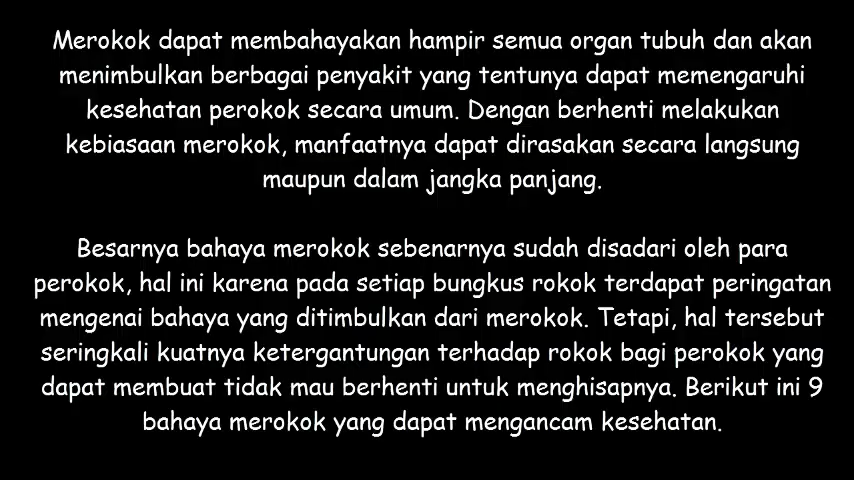 Merokok dapat membahayakan hampir semua organ tubuh dan akan
menimbulkan berbagai penyakit yang tentunya dapat memengaruhi
kesehatan perokok secara umum. Dengan berhenti melakukan
kebiasaan merokok, manfaatnya dapat dirasakan secara langsung
maupun dalam jangka panjang.
Besarnya bahaya merokok sebenarnya sudah disadari oleh para
perokok, hal ini karena pada setiap bungkus rokok terdapat peringatan
mengenai bahaya yang ditimbulkan dari merokok. Tetapi, hal tersebut
seringkali kuatnya ketergantungan terhadap rokok bagi perokok yang
dapat membuat tidak mau berhenti untuk menghisapnya. Berikut ini 9
bahaya merokok yang dapat mengancam kesehatan.